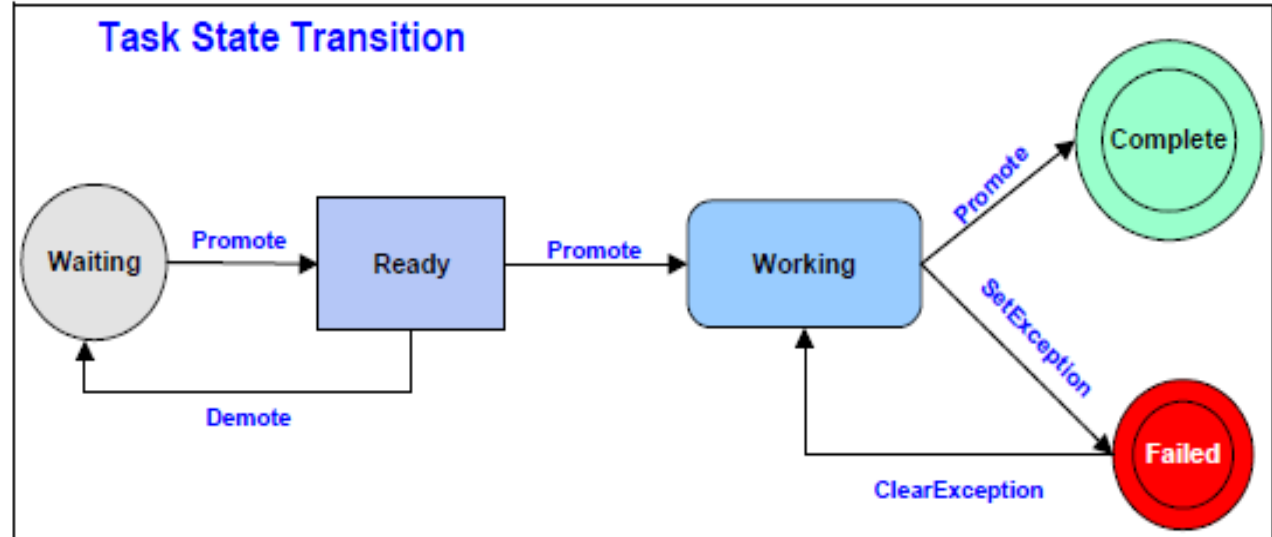 Task State Transition
Complete
Promote
Promote
Promote
Waiting
Ready
Working
SetException
Demote
Failed
ClearException